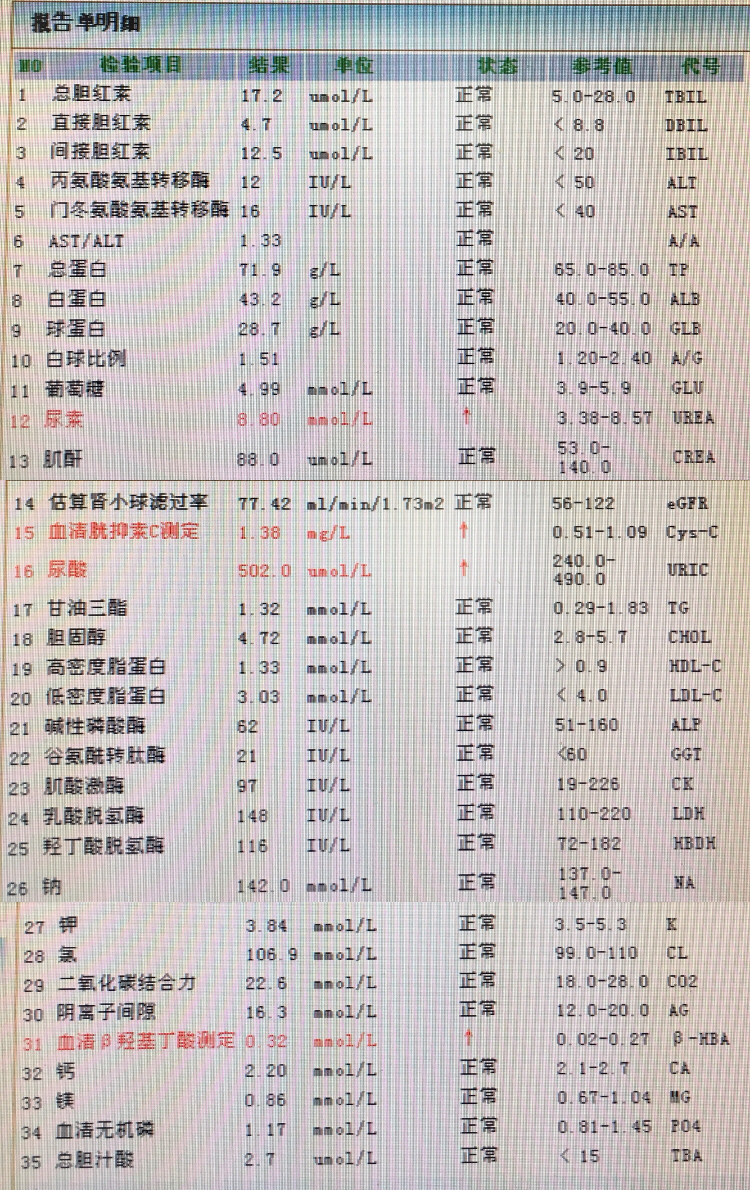 报告单明细
NO 检验项目 结果 单位 状态 参考值 代号
1 总胆红素 17.2 umol/L 正常 5.0-28.0 TBIL
2 直接胆红素 4.7 umol/L 正常 < 8.8 DBIL
3 间接胆红素 12.5 umol/L 正常 < 20 IBIL
4 丙氨酸氨基转移酶 12 IU/L 正常 < 50 ALT
5 门冬氨酸氨基转移酶 16 IU/L 正常 < 40 AST
6 AST/ALT 1.33 正常 A/A
7 总蛋白 71.9 g/L 正常 65.0-85.0 TP
8 白蛋白 43.2 g/L 正常 40.0-55.0 ALB
9 球蛋白 28.7 g/L 正常 20.0-40.0 GLB
10 白球比例 1.51 正常 1.20-2.40 A/G
11 葡萄糖 4.99 mmol/L 正常 3.9-5.9 GLU
12 尿素 8.80 mmol/L ↑ 3.38-8.57 UREA
13 肌酐 88.0 umol/L 正常 53.0-140.0 CREA
14 估算肾小球滤过率 77.42 ml/min/1.73m2 正常 56-122 eGFR
15 血清胱抑素C测定 1.38 mg/L ↑ 0.51-1.09 Cys-C
16 尿酸 502.0 umol/L ↑ 240.0-490.0 URIC
17 甘油三酯 1.32 mmol/L 正常 0.29-1.83 TG
18 胆固醇 4.72 mmol/L 正常 2.8-5.7 CHOL
19 高密度脂蛋白 1.33 mmol/L 正常 > 0.9 HDL-C
20 低密度脂蛋白 3.03 mmol/L 正常 < 4.0 LDL-C
21 碱性磷酸酶 62 IU/L 正常 51-160 ALP
22 谷氨酰转肽酶 21 IU/L 正常 <60 GGT
23 肌酸激酶 97 IU/L 正常 19-226 CK
24 乳酸脱氢酶 148 IU/L 正常 110-220 LDH
25 羟丁酸脱氢酶 116 IU/L 正常 72-182 HBDH
26 钠 142.0 mmol/L 正常 137.0-147.0 NA
27 钾 3.84 mmol/L 正常 3.5-5.3 K
28 氯 106.9 mmol/L 正常 99.0-110 CL
29 二氧化碳结合力 22.6 mmol/L 正常 18.0-28.0 CO2
30 阴离子间隙 16.3 mmol/L 正常 12.0-20.0 AG
31 血清β羟基丁酸测定 0.32 mmol/L ↑ 0.02-0.27 β-HBA
32 钙 2.20 mmol/L 正常 2.1-2.7 CA
33 镁 0.86 mmol/L 正常 0.67-1.04 MG
34 血清无机磷 1.17 mmol/L 正常 0.81-1.45 PO4
35 总胆汁酸 2.7 umol/L 正常 < 15 TBA